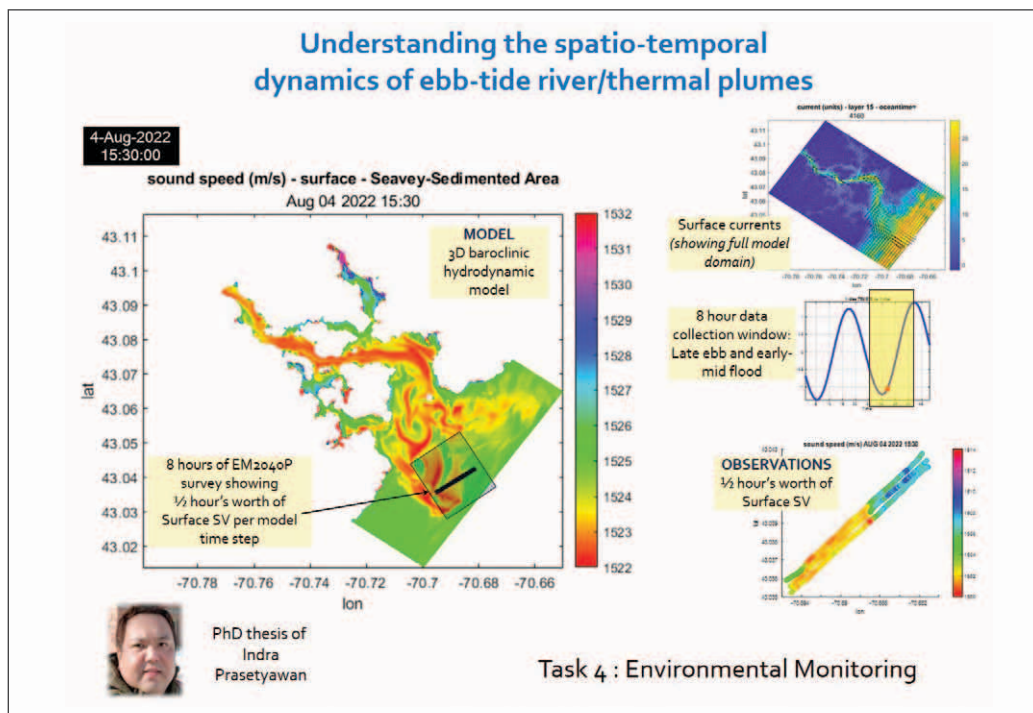 Understanding the spatio-temporal
dynamics of ebb-tide river/thermal plumes
4-Aug-2022
15:30:00
sound speed (m/s) - surface - Seavey-Sedimented Area
Aug 04 2022 15:30
43.11
43.1
43.09
43.08
43.07
43.06
43.05
43.04
43.03
43.02
lat
-70.78
-70.76
-70.74
-70.72
-70.7
-70.68
-70.66
lon
1532
1531
1530
1529
1528
1527
1526
1525
1524
1523
1522
MODEL
3D baroclinic
hydrodynamic
model
8 hours of EM2040P
survey showing
½ hour's worth of
Surface SV per model
time step
current (units) - layer 15 - oceantime=
4160
lat
lon
Surface currents
(showing full model
domain)
8 hour data
collection window:
Late ebb and early-
mid flood
sound speed (m/s) AUG 04 2022 1530
OBSERVATIONS
½ hour's worth of
Surface SV
lon
PhD thesis of
Indra
Prasetyawan
Task 4 : Environmental Monitoring